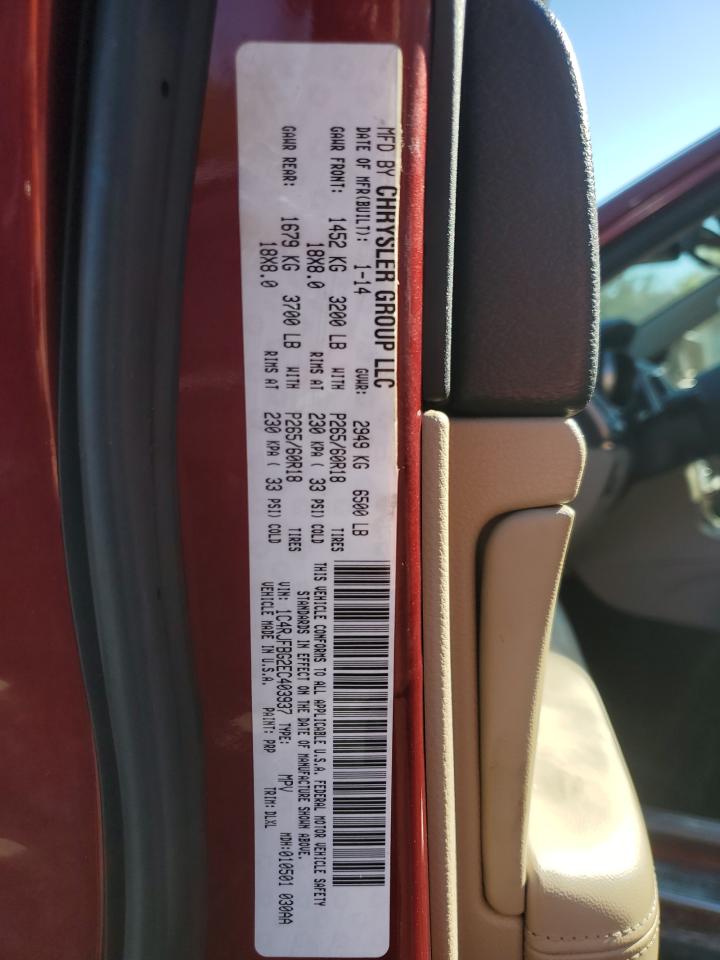 MFD BY CHRYSLER GROUP LLC
DATE OF MFR(BUILT): 1-14 GVWR: 2949 KG 6500 LB
GAWR FRONT: 1452 KG 3200 LB WITH P265/60R18 TIRES
18X8.0 RIMS AT 230 KPA ( 33 PSI) COLD
GAWR REAR: 1679 KG 3700 LB WITH P265/60R18 TIRES
18X8.0 RIMS AT 230 KPA ( 33 PSI) COLD
THIS VEHICLE CONFORMS TO ALL APPLICABLE U.S.A. FEDERAL MOTOR VEHICLE SAFETY
STANDARDS IN EFFECT ON THE DATE OF MANUFACTURE SHOWN ABOVE.
VIN: 1C4RJFBG2EC403937 TYPE: MPV MDH:010501 030AA
VEHICLE MADE IN U.S.A. PAINT: PRP TRIM: DLXL